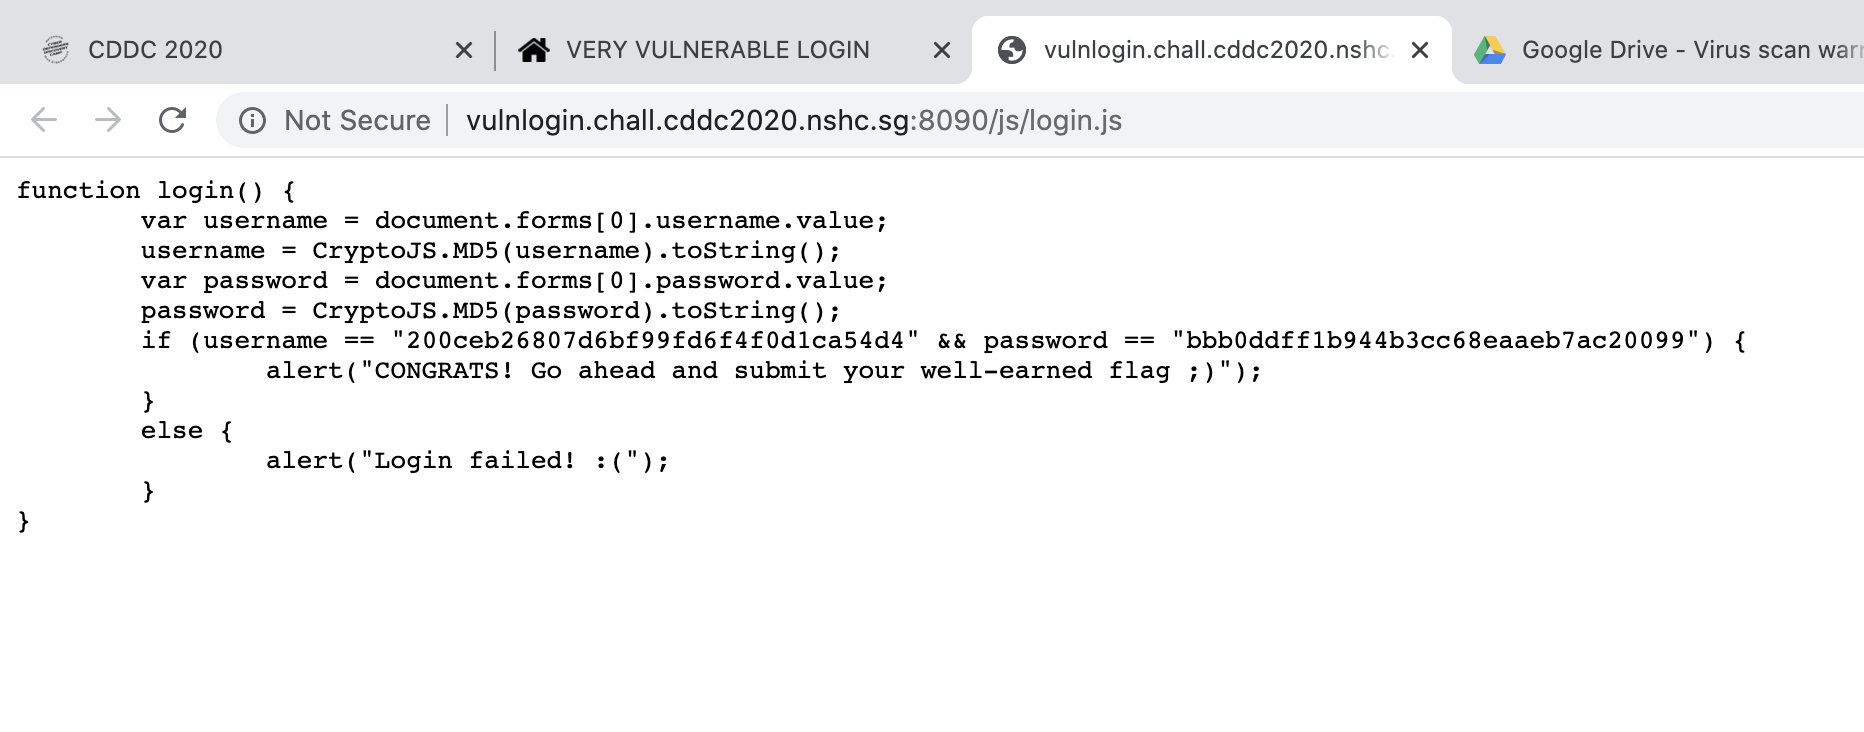 CDDC 2020
VERY VULNERABLE LOGIN
vulnlogin.chall.cddc2020.nshc.
Google Drive - Virus scan
Not Secure
vulnlogin.chall.cddc2020.nshc.sg:8090/js/login.js
function login() {
var username = document.forms[0].username.value;
username = CryptoJS.MD5(username).toString();
var password = document.forms[0].password.value;
password = CryptoJS.MD5(password).toString();
if (username == "200ceb26807d6bf99fd6f4f0d1ca54d4" && password == "bbb0ddff1b944b3cc68eaaeb7ac20099") {
alert("CONGRATS! Go ahead and submit your well-earned flag ;)");
}
else {
alert("Login failed! :(");
}
}